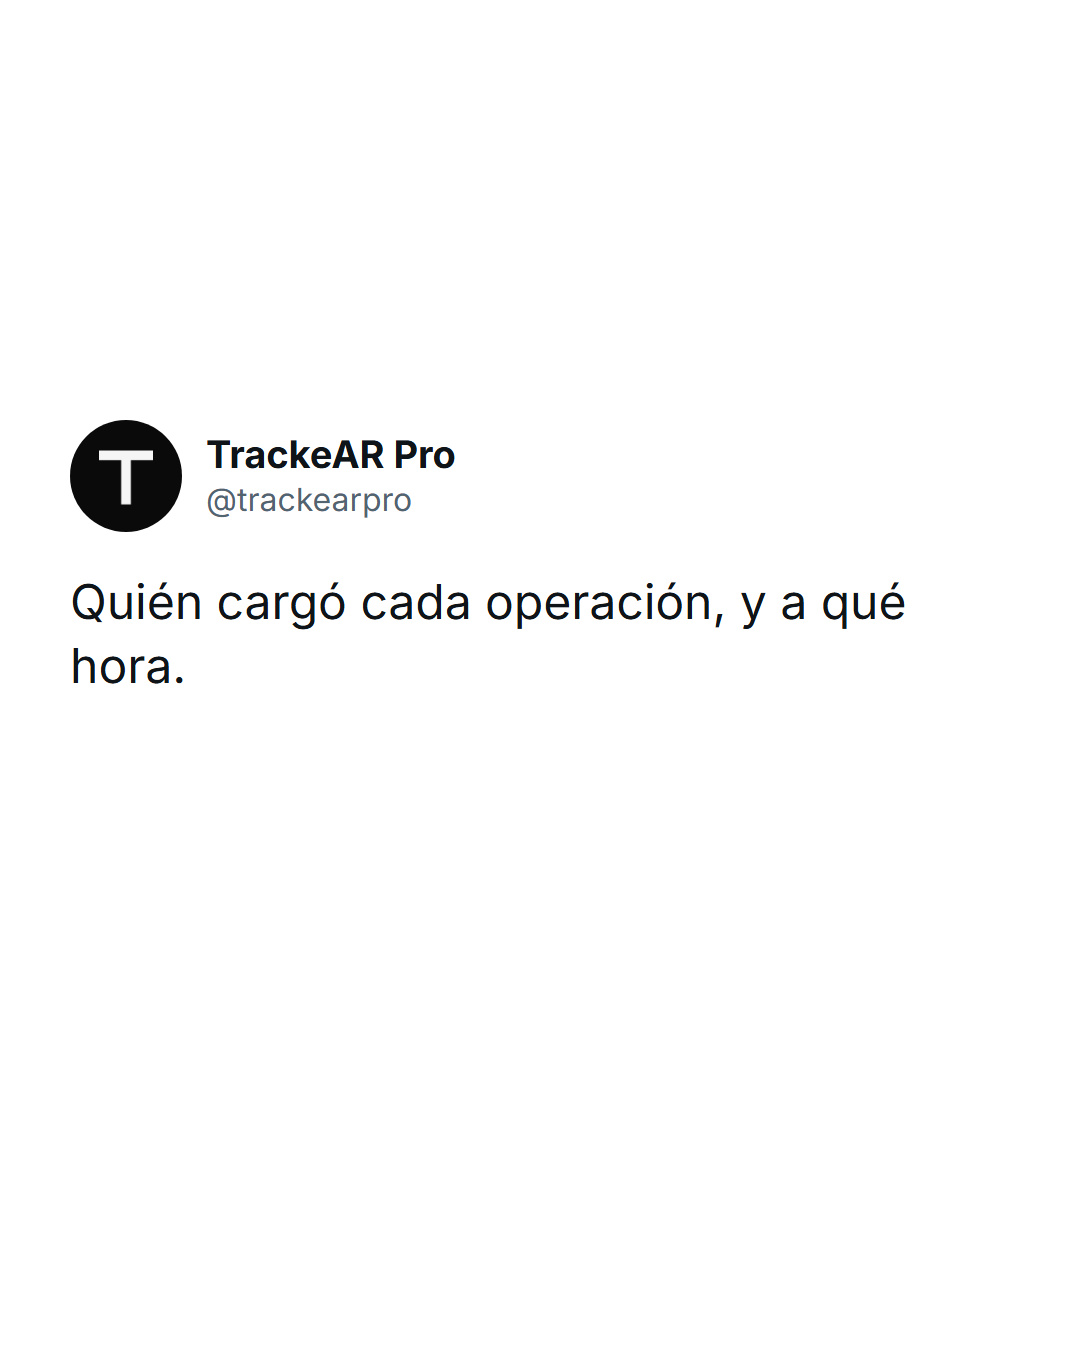 T
TrackeAR Pro
@trackearpro
Quién cargó cada operación, y a qué
hora.